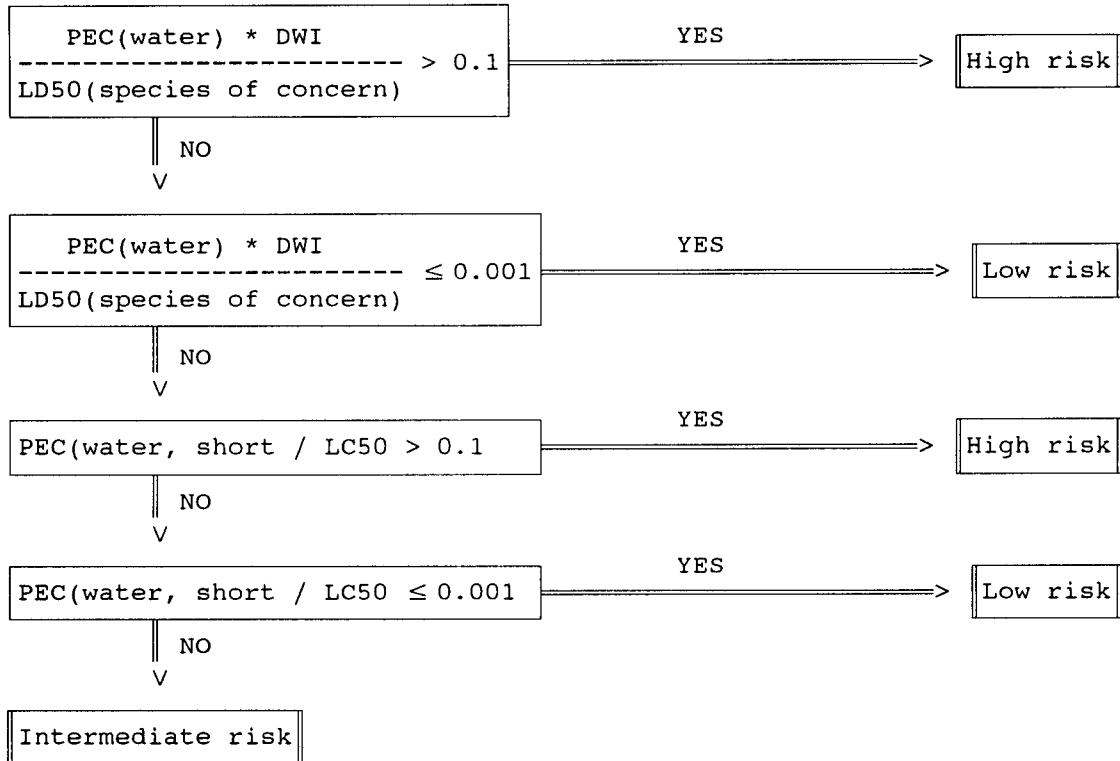 PEC(water) * DWI
------------------------- > 0.1
LD50(species of concern)
YES
High risk
NO
PEC(water) * DWI
------------------------- ≤ 0.001
LD50(species of concern)
YES
Low risk
NO
PEC(water, short / LC50 > 0.1
YES
High risk
NO
PEC(water, short / LC50 ≤ 0.001
YES
Low risk
NO
Intermediate risk